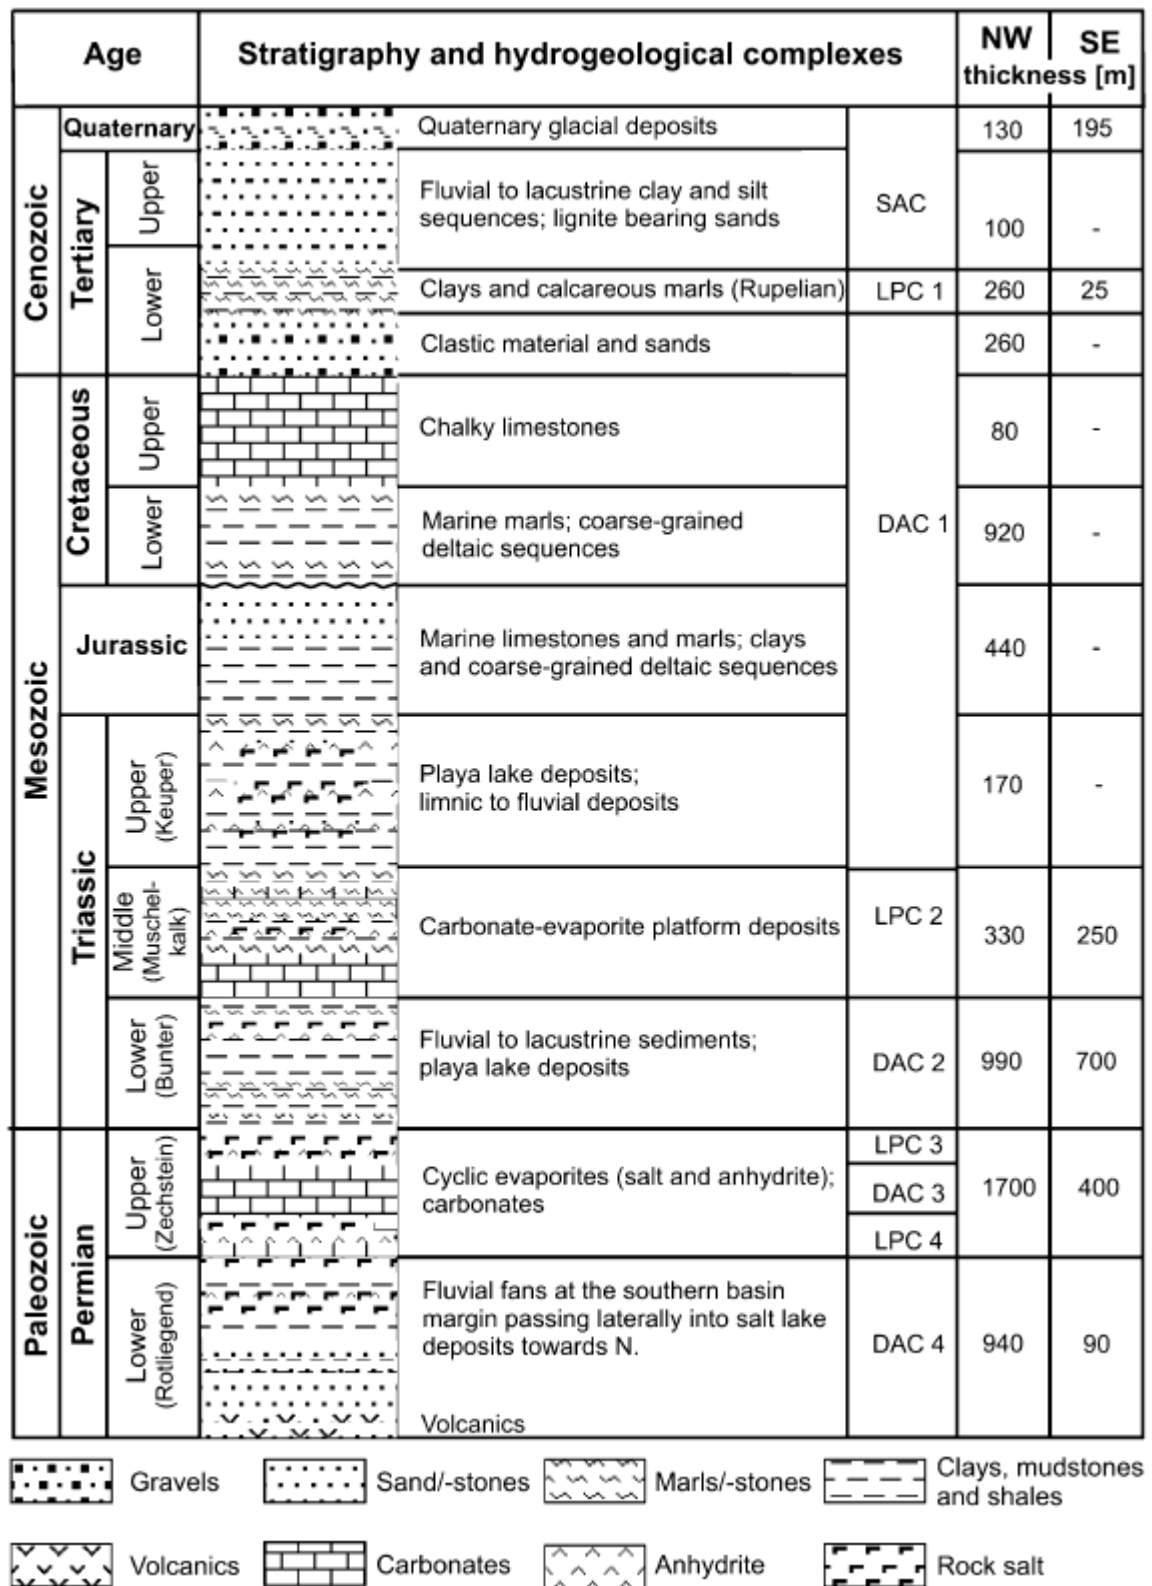 Age
Stratigraphy and hydrogeological complexes
NW SE
thickness [m]
Cenozoic
Quaternary
Quaternary glacial deposits
130 195
Tertiary
Upper
Fluvial to lacustrine clay and silt
sequences; lignite bearing sands
SAC
100 -
Lower
Clays and calcareous marls (Rupelian)
LPC 1
260 25
Clastic material and sands
260 -
Mesozoic
Cretaceous
Upper
Chalky limestones
80 -
Lower
Marine marls; coarse-grained
deltaic sequences
DAC 1
920 -
Jurassic
Marine limestones and marls; clays
and coarse-grained deltaic sequences
440 -
Triassic
Upper
(Keuper)
Playa lake deposits;
limnic to fluvial deposits
170 -
Middle
(Muschel-
kalk)
Carbonate-evaporite platform deposits
LPC 2
330 250
Lower
(Bunter)
Fluvial to lacustrine sediments;
playa lake deposits
DAC 2
990 700
Paleozoic
Permian
Upper
(Zechstein)
Cyclic evaporites (salt and anhydrite);
carbonates
LPC 3
DAC 3
LPC 4
1700 400
Lower
(Rotliegend)
Fluvial fans at the southern basin
margin passing laterally into salt lake
deposits towards N.
DAC 4
940 90
Volcanics
Gravels
Sand/-stones
Marls/-stones
Clays, mudstones
and shales
Volcanics
Carbonates
Anhydrite
Rock salt